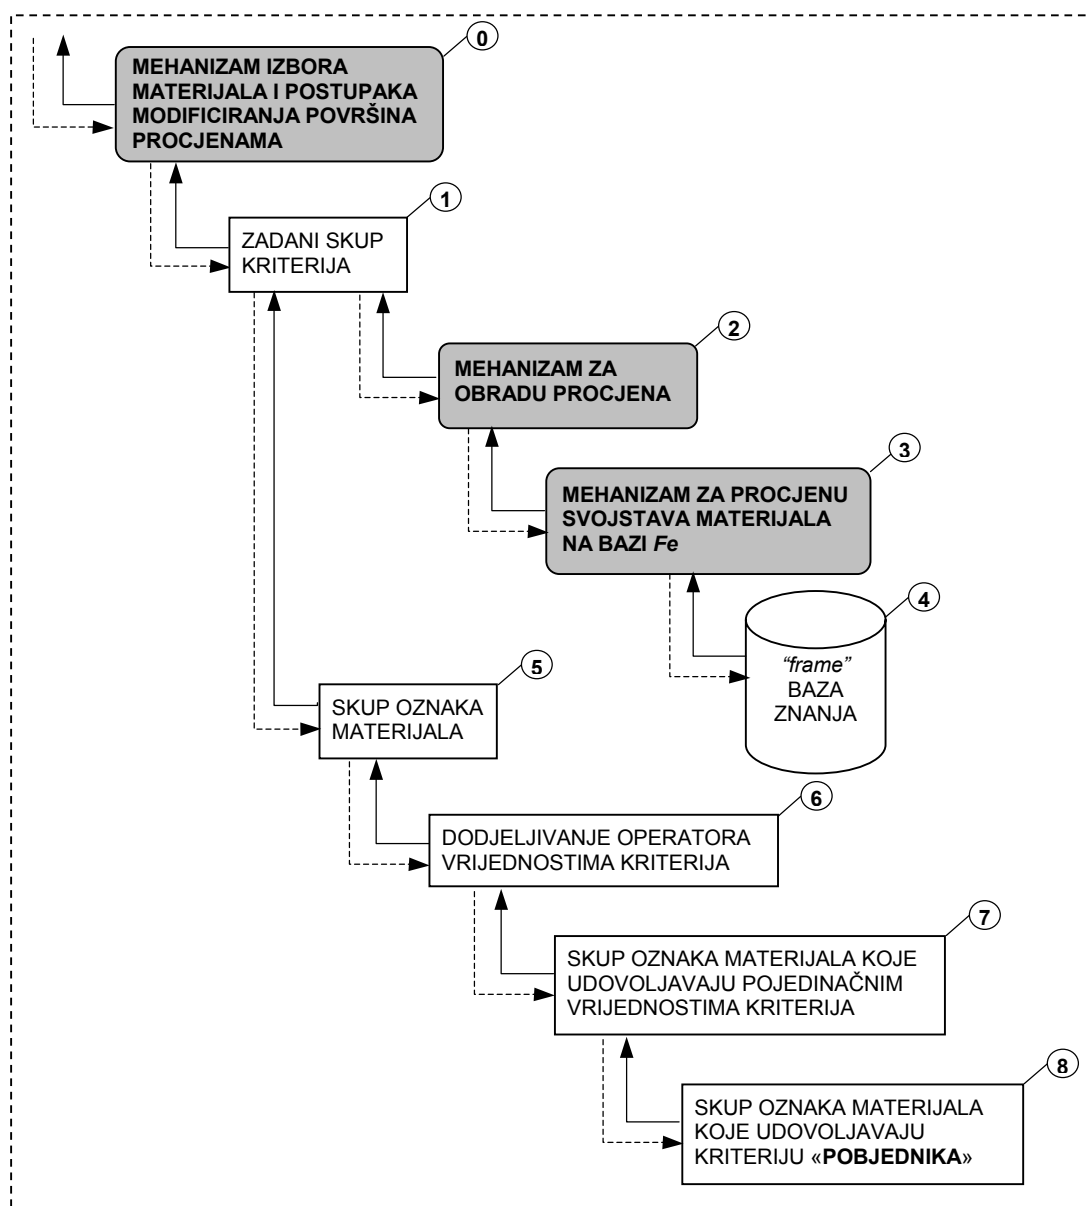 0
MEHANIZAM IZBORA
MATERIJALA I POSTUPAKA
MODIFICIRANJA POVRŠINA
PROCJENAMA
1
ZADANI SKUP
KRITERIJA
2
MEHANIZAM ZA
OBRADU PROCJENA
3
MEHANIZAM ZA PROCJENU
SVOJSTAVA MATERIJALA
NA BAZI Fe
4
“frame”
BAZA
ZNANJA
5
SKUP OZNAKA
MATERIJALA
6
DODJELJIVANJE OPERATORA
VRIJEDNOSTIMA KRITERIJA
7
SKUP OZNAKA MATERIJALA KOJE
UDOVOLJAVAJU POJEDINAČNIM
VRIJEDNOSTIMA KRITERIJA
8
SKUP OZNAKA MATERIJALA
KOJE UDOVOLJAVAJU
KRITERIJU «POBJEDNIKA»